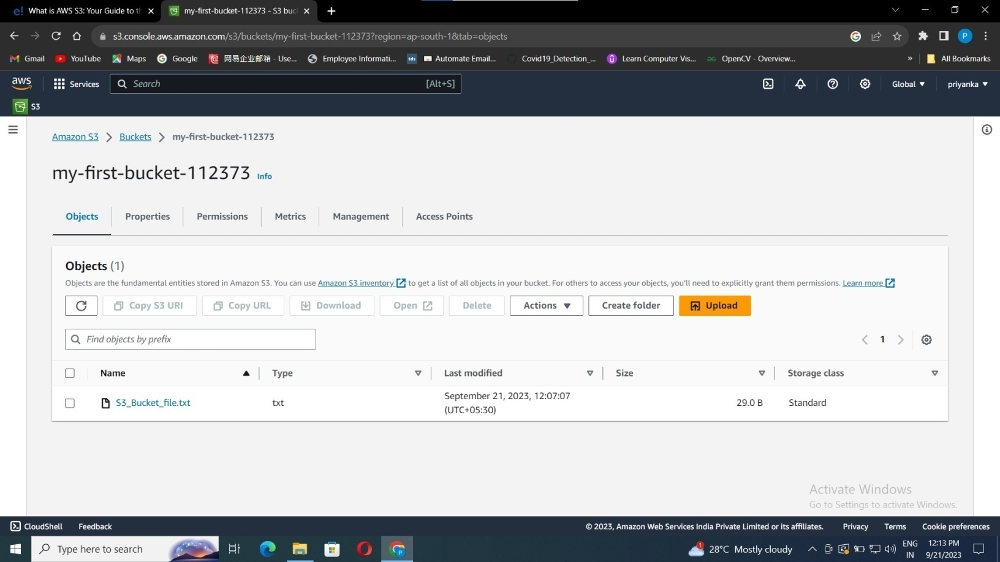 What is AWS S3: Your Guide to th
my-first-bucket-112373 - S3 buc
s3.console.aws.amazon.com/s3/buckets/my-first-bucket-112373?region=ap-south-1&tab=objects
P
Gmail YouTube Maps Google 网易企业邮箱 - Use... Employee Informati... tds Automate Email... Covid19_Detection_... Learn Computer Vis... OpenCV - Overview... » All Bookmarks
aws Services Search [Alt+S] Global priyanka
S3
Amazon S3 > Buckets > my-first-bucket-112373
my-first-bucket-112373 Info
Objects Properties Permissions Metrics Management Access Points
Objects (1)
Objects are the fundamental entities stored in Amazon S3. You can use Amazon S3 inventory to get a list of all objects in your bucket. For others to access your objects, you'll need to explicitly grant them permissions. Learn more
Copy S3 URI Copy URL Download Open Delete Actions Create folder Upload
Find objects by prefix 1
Name Type Last modified Size Storage class
S3_Bucket_file.txt txt September 21, 2023, 12:07:07 (UTC+05:30) 29.0 B Standard
Activate Windows
Go to Settings to activate Windows.
CloudShell Feedback © 2023, Amazon Web Services India Private Limited or its affiliates. Privacy Terms Cookie preferences
Type here to search 1 28°C Mostly cloudy ENG IN 12:13 PM 9/21/2023